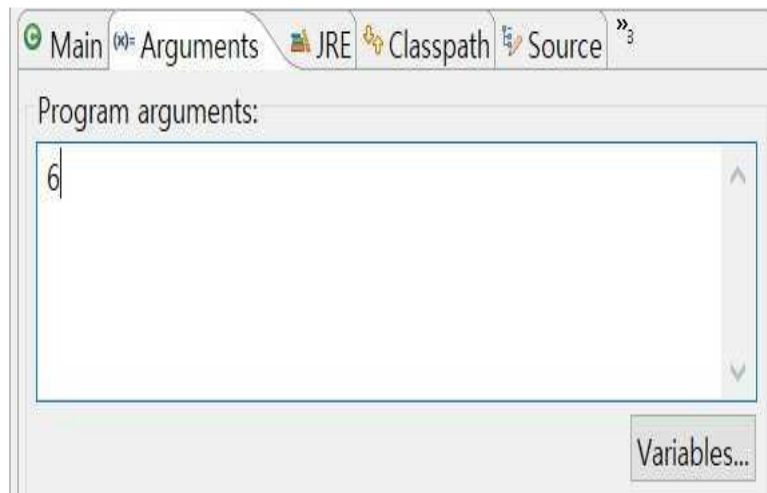 Main (x)= Arguments JRE Classpath Source »3
Program arguments:
6
Variables...